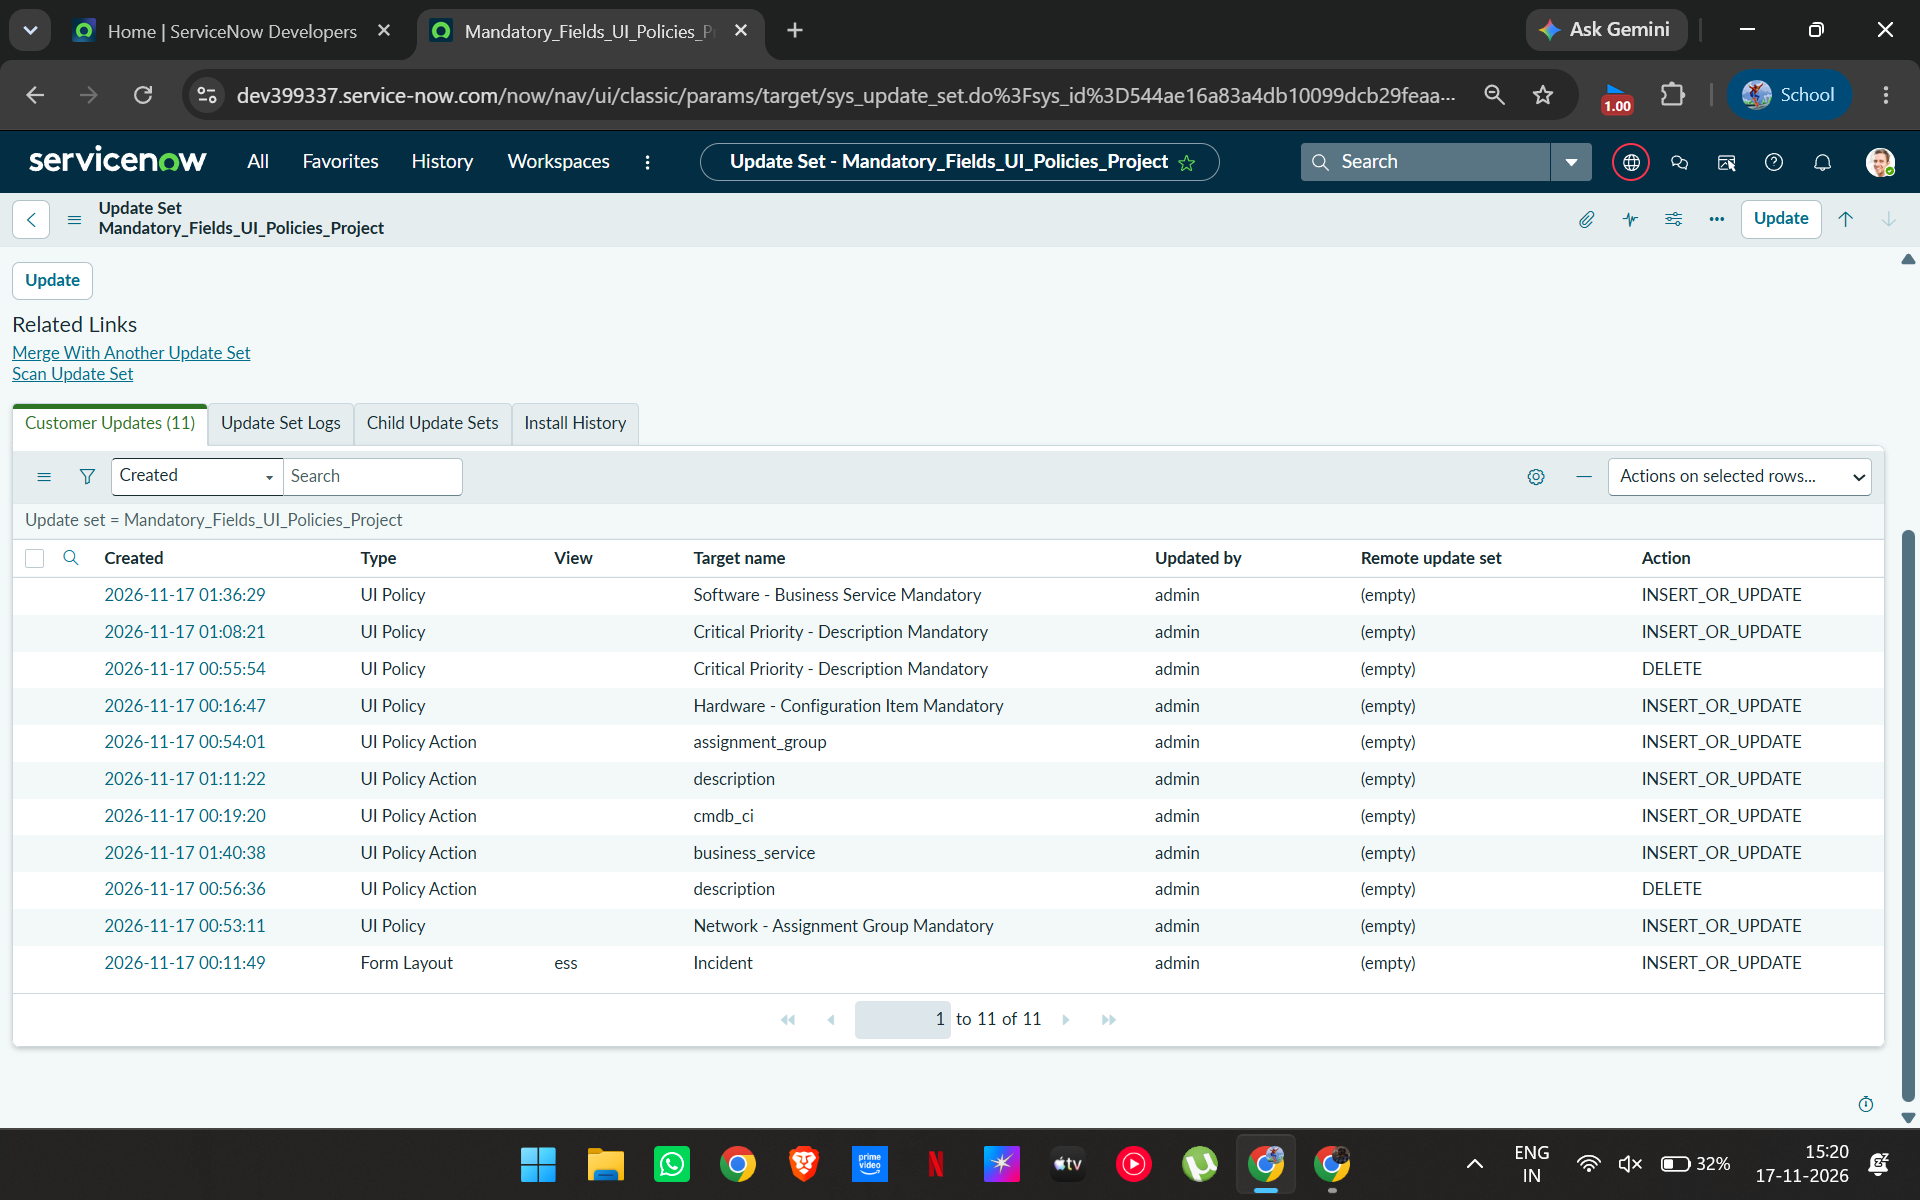 Home | ServiceNow Developers
Mandatory_Fields_UI_Policies_P
Ask Gemini
dev399337.service-now.com/now/nav/ui/classic/params/target/sys_update_set.do%3Fsys_id%3D544ae16a83a4db10099dcb29feaa...
1.00
School
servicenow All Favorites History Workspaces Update Set - Mandatory_Fields_UI_Policies_Project Search
Update Set
Mandatory_Fields_UI_Policies_Project
Update
Update
Related Links
Merge With Another Update Set
Scan Update Set
Customer Updates (11) Update Set Logs Child Update Sets Install History
Created Search Actions on selected rows...
Update set = Mandatory_Fields_UI_Policies_Project
Created Type View Target name Updated by Remote update set Action
2026-11-17 01:36:29 UI Policy Software - Business Service Mandatory admin (empty) INSERT_OR_UPDATE
2026-11-17 01:08:21 UI Policy Critical Priority - Description Mandatory admin (empty) INSERT_OR_UPDATE
2026-11-17 00:55:54 UI Policy Critical Priority - Description Mandatory admin (empty) DELETE
2026-11-17 00:16:47 UI Policy Hardware - Configuration Item Mandatory admin (empty) INSERT_OR_UPDATE
2026-11-17 00:54:01 UI Policy Action assignment_group admin (empty) INSERT_OR_UPDATE
2026-11-17 01:11:22 UI Policy Action description admin (empty) INSERT_OR_UPDATE
2026-11-17 00:19:20 UI Policy Action cmdb_ci admin (empty) INSERT_OR_UPDATE
2026-11-17 01:40:38 UI Policy Action business_service admin (empty) INSERT_OR_UPDATE
2026-11-17 00:56:36 UI Policy Action description admin (empty) DELETE
2026-11-17 00:53:11 UI Policy Network - Assignment Group Mandatory admin (empty) INSERT_OR_UPDATE
2026-11-17 00:11:49 Form Layout ess Incident admin (empty) INSERT_OR_UPDATE
1 to 11 of 11
prime video
tv
ENG
IN
32%
15:20
17-11-2026